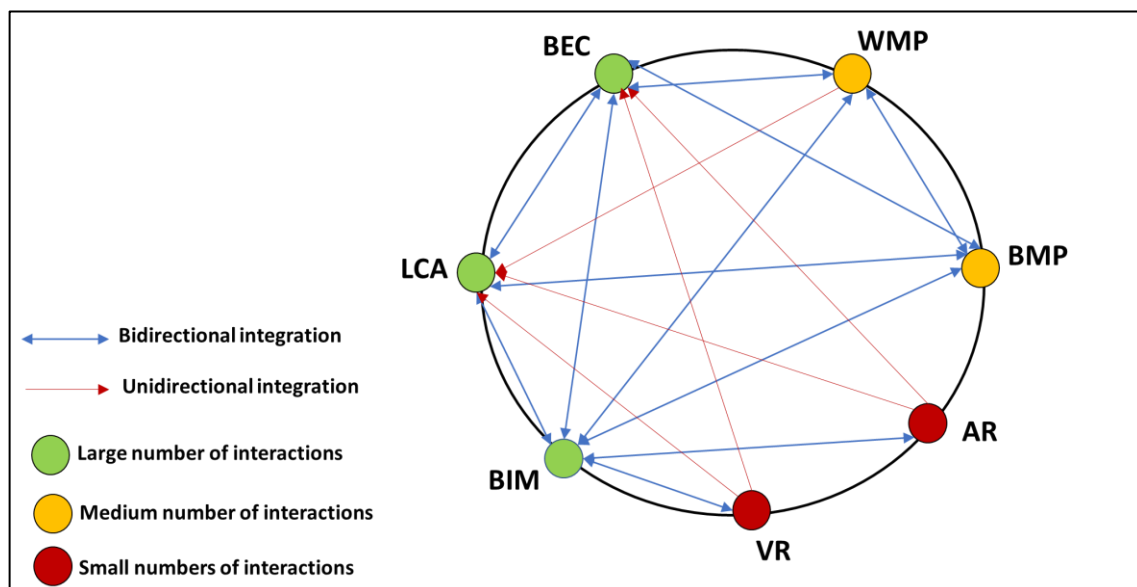 BEC
WMP
LCA
BMP
Bidirectional integration
Unidirectional integration
AR
Large number of interactions
BIM
Medium number of interactions
VR
Small numbers of interactions